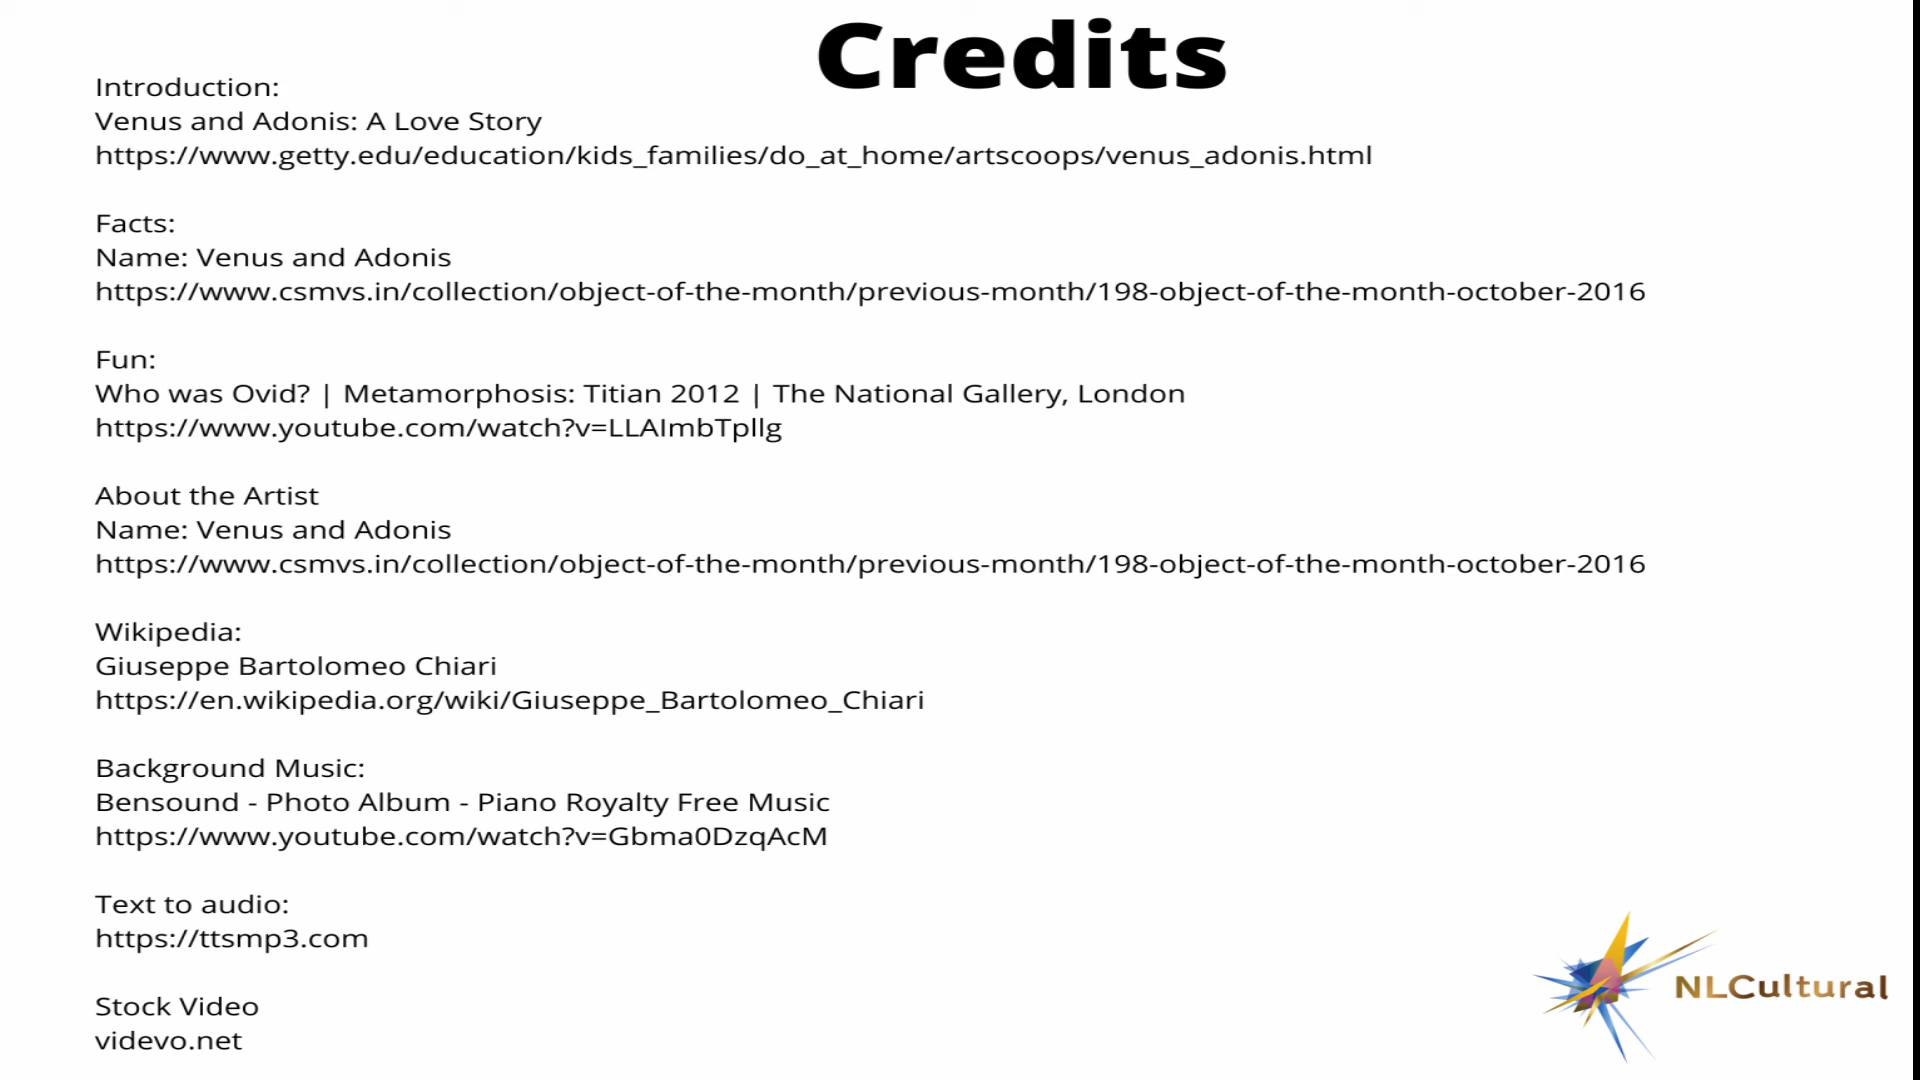 Credits
Introduction:
Venus and Adonis: A Love Story
https://www.getty.edu/education/kids_families/do_at_home/artscoops/venus_adonis.html
Facts:
Name: Venus and Adonis
https://www.csmvs.in/collection/object-of-the-month/previous-month/198-object-of-the-month-october-2016
Fun:
Who was Ovid? | Metamorphosis: Titian 2012 | The National Gallery, London
https://www.youtube.com/watch?v=LLAImbTpllg
About the Artist
Name: Venus and Adonis
https://www.csmvs.in/collection/object-of-the-month/previous-month/198-object-of-the-month-october-2016
Wikipedia:
Giuseppe Bartolomeo Chiari
https://en.wikipedia.org/wiki/Giuseppe_Bartolomeo_Chiari
Background Music:
Bensound - Photo Album - Piano Royalty Free Music
https://www.youtube.com/watch?v=Gbma0DzqAcM
Text to audio:
https://ttsmp3.com
Stock Video
videvo.net
NLCultural